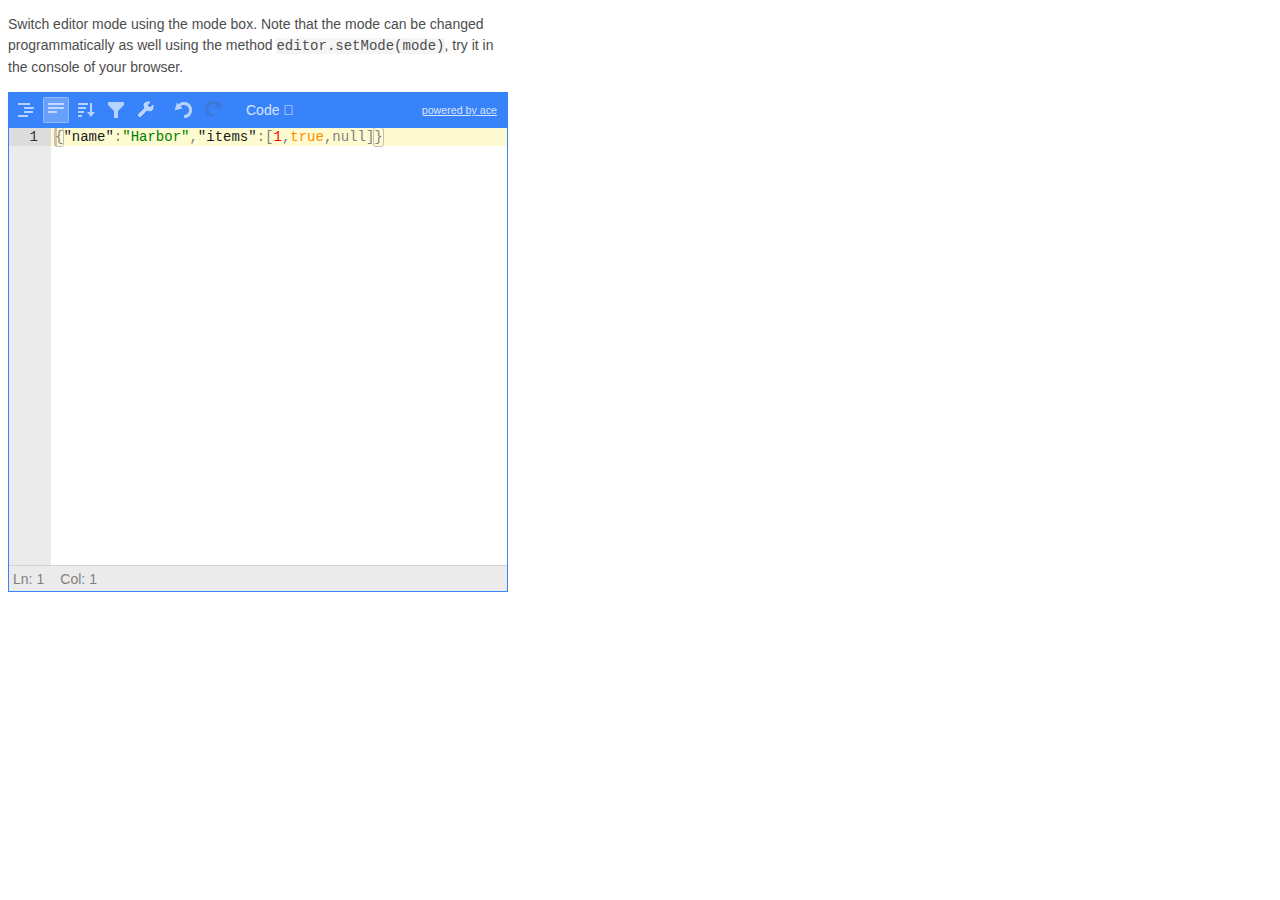 Switch editor mode using the mode box. Note that the mode can be changed
programmatically as well using the method editor.setMode(mode), try it in
the console of your browser.
Code
powered by ace
1
{"name":"Harbor","items":[1,true,null]}
Ln: 1 Col: 1